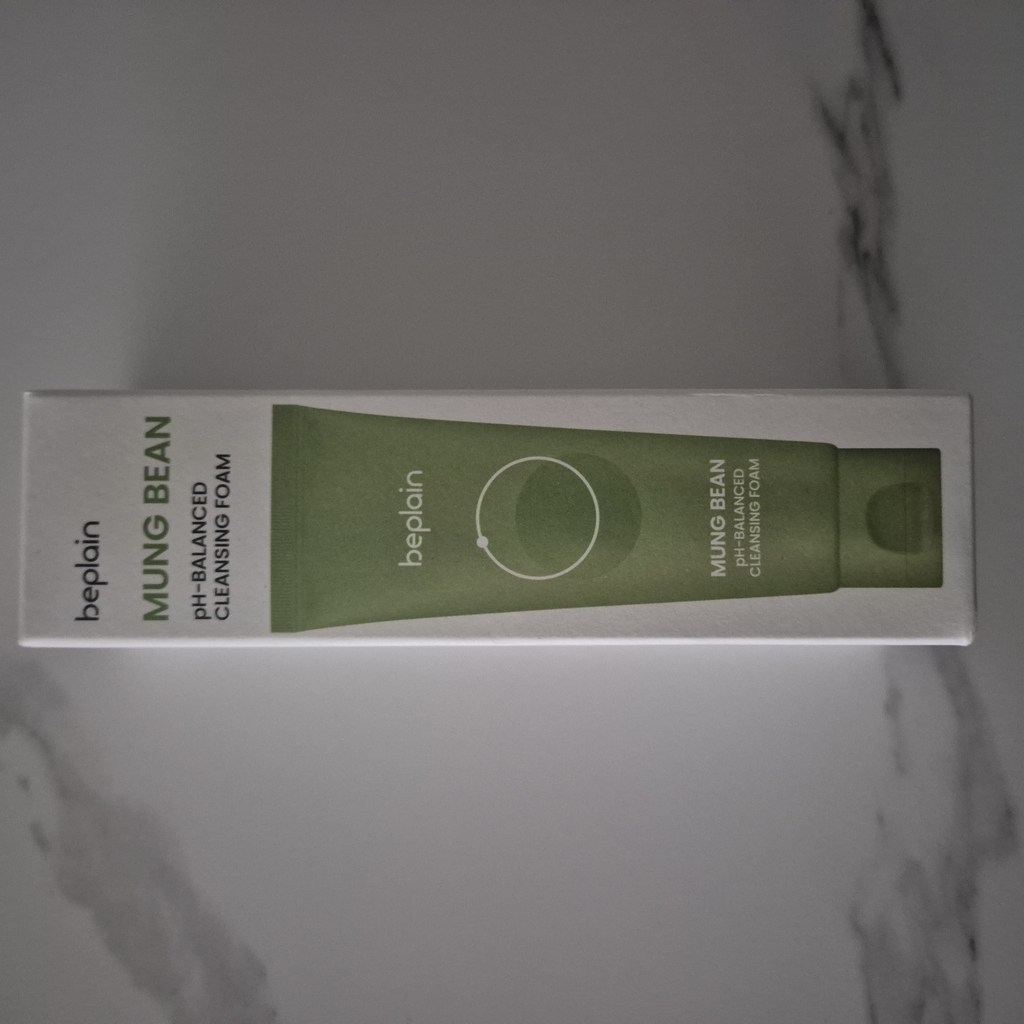 beplain
MUNG BEAN
pH-BALANCED
CLEANSING FOAM
beplain
MUNG BEAN
pH-BALANCED
CLEANSING FOAM